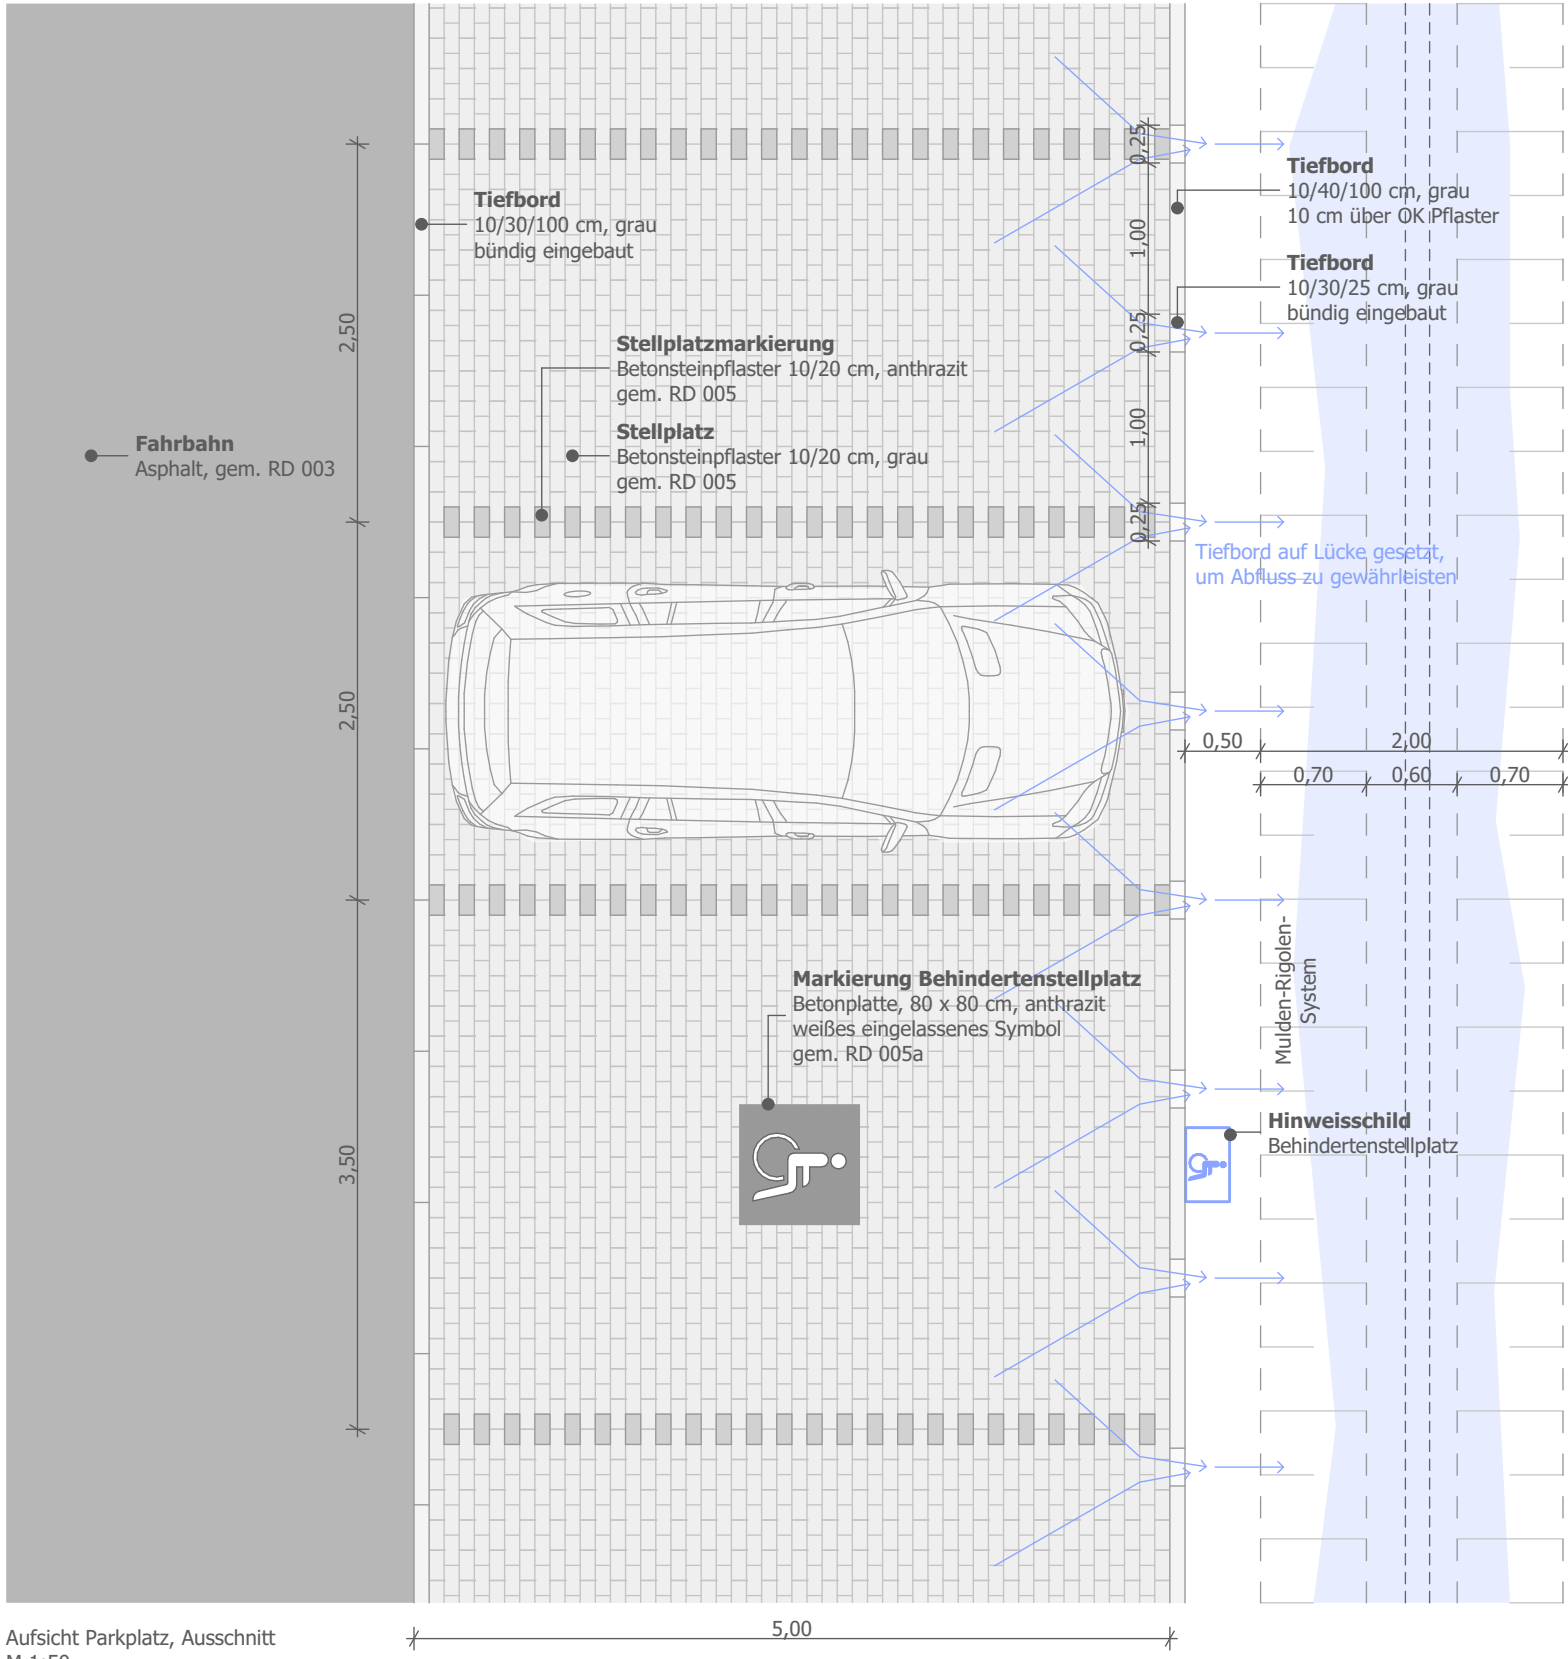 0,25
Tiefbord
10/40/100 cm, grau
10 cm über OK Pflaster
Tiefbord
10/30/100 cm, grau
bündig eingebaut
1,00
Tiefbord
10/30/25 cm, grau
bündig eingebaut
2,50
0,25
Stellplatzmarkierung
Betonsteinpflaster 10/20 cm, anthrazit
gem. RD 005
Stellplatz
Betonsteinpflaster 10/20 cm, grau
gem. RD 005
1,00
Fahrbahn
Asphalt, gem. RD 003
0,25
Tiefbord auf Lücke gesetzt,
um Abfluss zu gewährleisten
2,50
0,50
2,00
0,70
0,60
0,70
Mulden-Rigolen-
System
Markierung Behindertenstellplatz
Betonplatte, 80 x 80 cm, anthrazit
weißes eingelassenes Symbol
gem. RD 005a
Hinweisschild
Behindertenstellplatz
3,50
5,00
Aufsicht Parkplatz, Ausschnitt
M 1:50